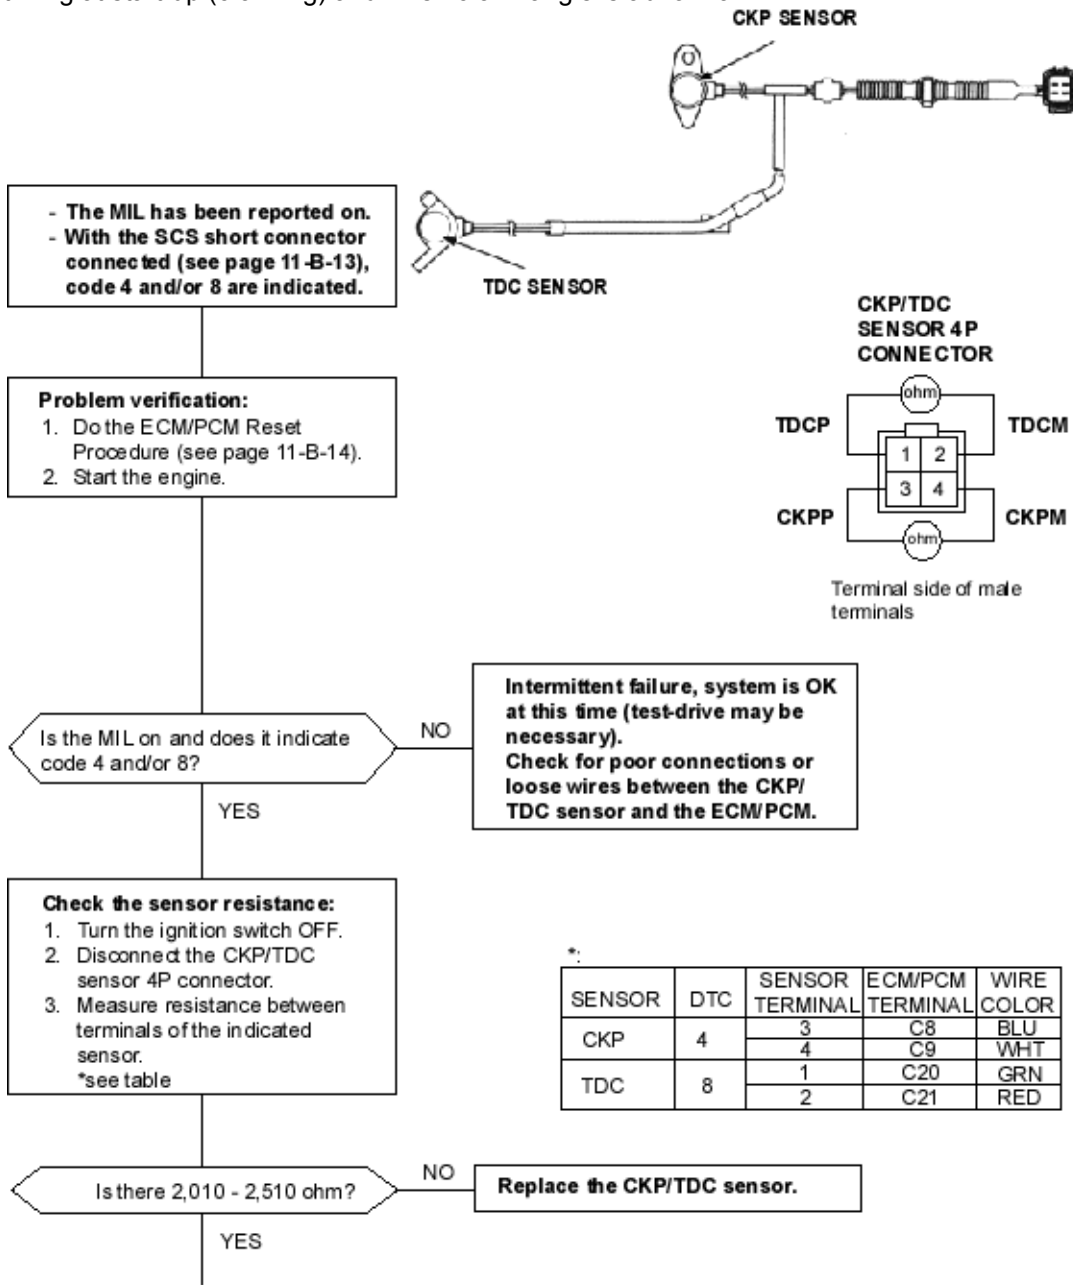 CKP SENSOR
TDC SENSOR
- The MIL has been reported on.
- With the SCS short connector
connected (see page 11-B-13),
code 4 and/or 8 are indicated.
CKP/TDC
SENSOR 4P
CONNECTOR
ohm
TDCP
TDCM
1 2
3 4
CKPP
CKPM
ohm
Terminal side of male
terminals
Problem verification:
1. Do the ECM/PCM Reset
Procedure (see page 11-B-14).
2. Start the engine.
Is the MIL on and does it indicate
code 4 and/or 8?
NO
Intermittent failure, system is OK
at this time (test-drive may be
necessary).
Check for poor connections or
loose wires between the CKP/
TDC sensor and the ECM/PCM.
YES
Check the sensor resistance:
1. Turn the ignition switch OFF.
2. Disconnect the CKP/TDC
sensor 4P connector.
3. Measure resistance between
terminals of the indicated
sensor.
*see table
*:
SENSOR DTC SENSOR TERMINAL ECM/PCM TERMINAL WIRE COLOR
CKP 4 3 C8 BLU
4 C9 WHT
TDC 8 1 C20 GRN
2 C21 RED
Is there 2,010 - 2,510 ohm?
NO
Replace the CKP/TDC sensor.
YES